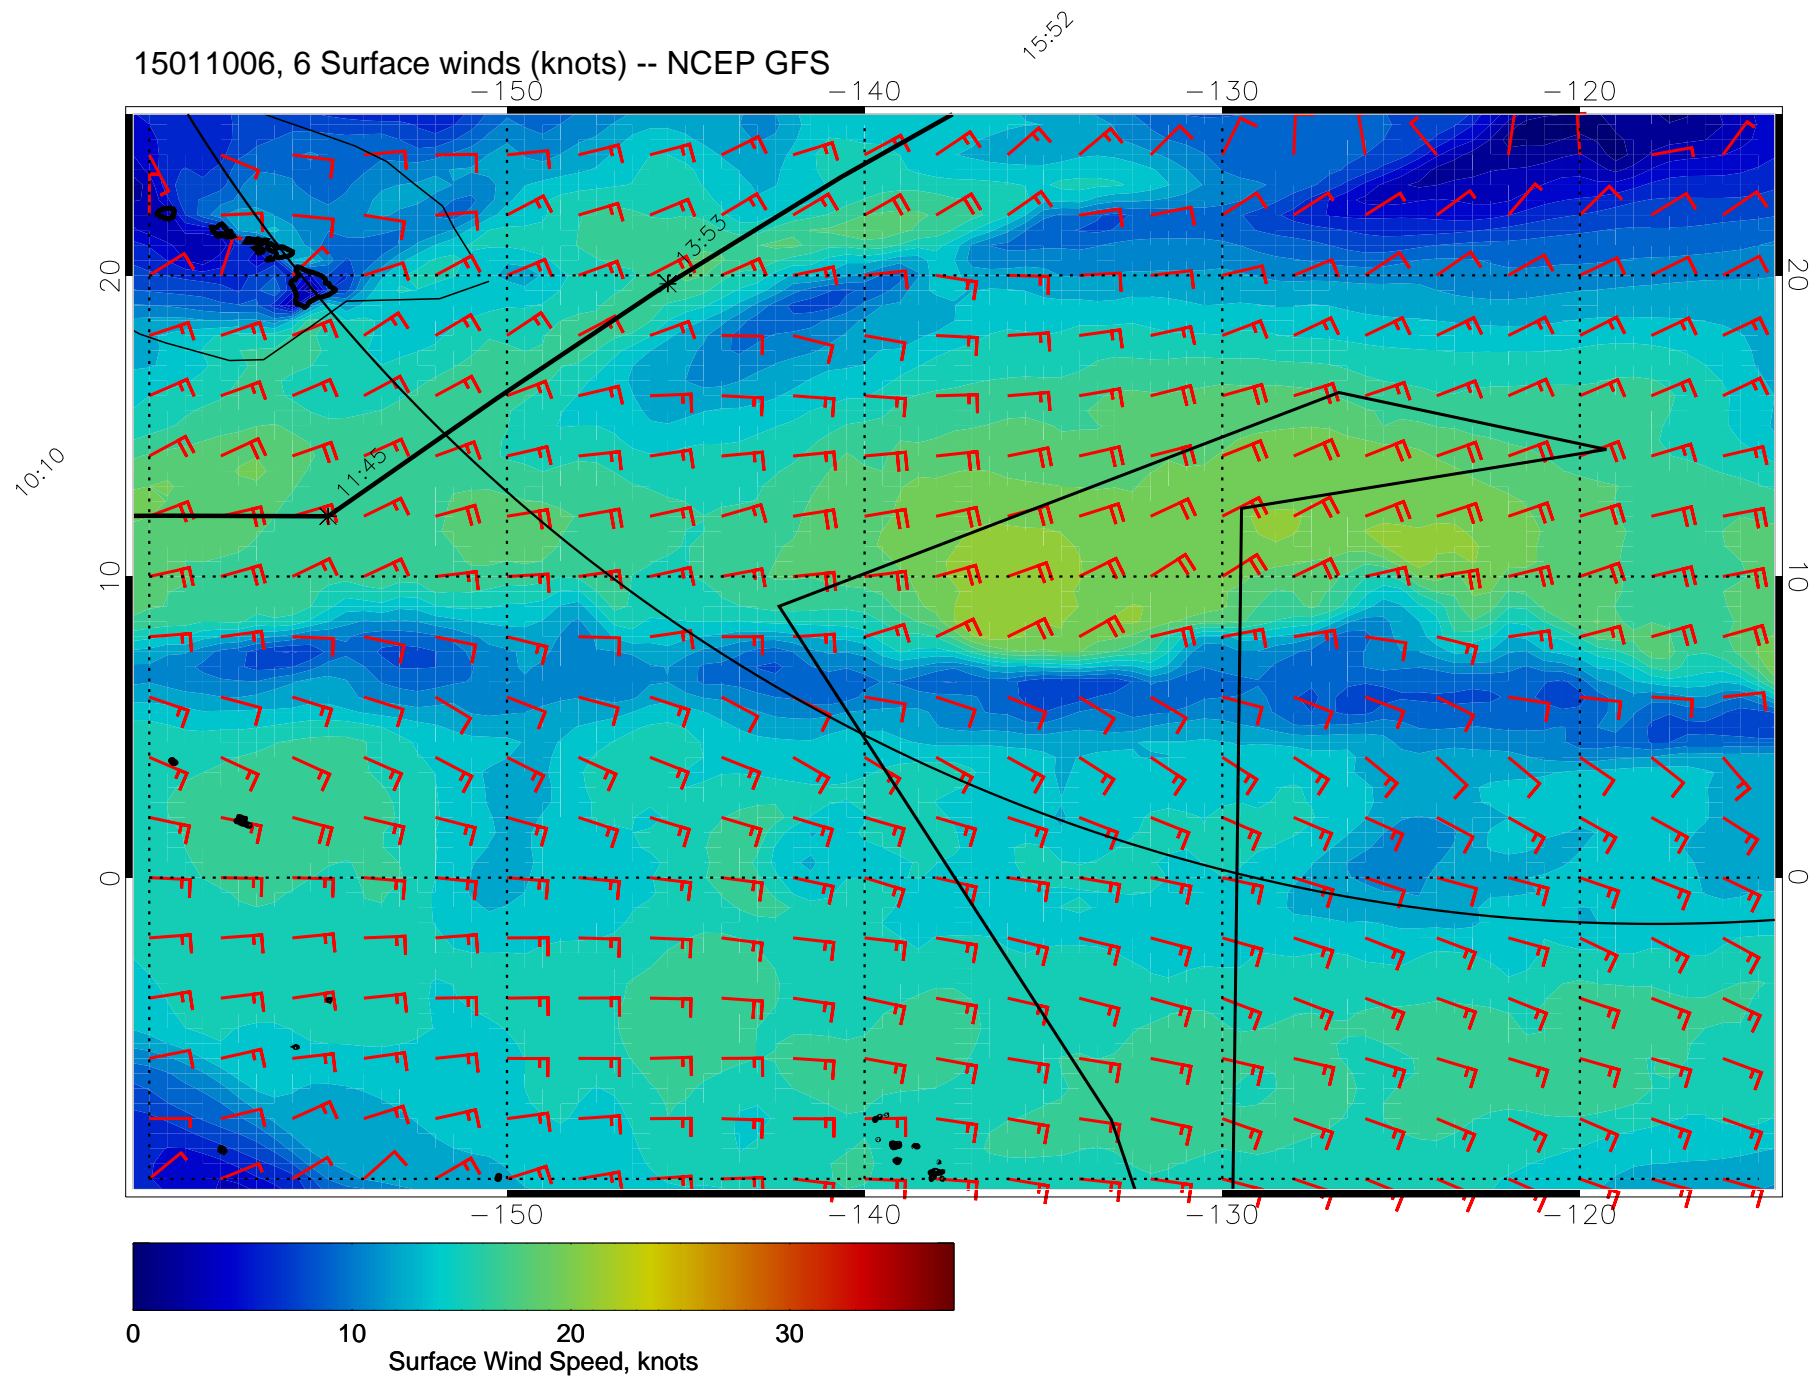 15:52
15011006, 6 Surface winds (knots) -- NCEP GFS
-150 -140 -130 -120
13:53
20 20
11:45
10:10
10 10
0 0
-150 -140 -130 -120
0 10 20 30
Surface Wind Speed, knots